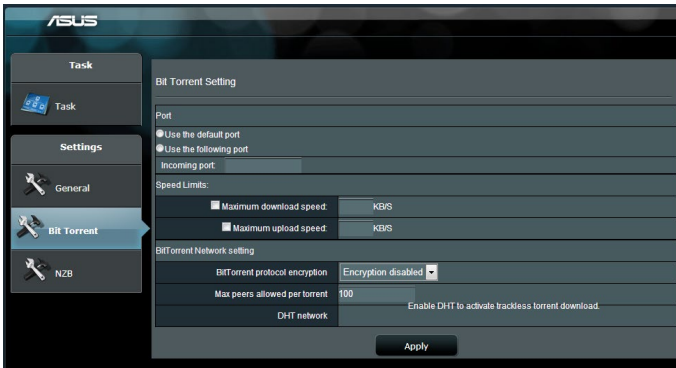 ASUS
Task
Task
Settings
General
Bit Torrent
NZB
Bit Torrent Setting
Port
Use the default port
Use the following port
Incoming port:
Speed Limits:
Maximum download speed: KB/S
Maximum upload speed: KB/S
BitTorrent Network setting
BitTorrent protocol encryption Encryption disabled
Max peers allowed per torrent 100
DHT network Enable DHT to activate trackless torrent download.
Apply